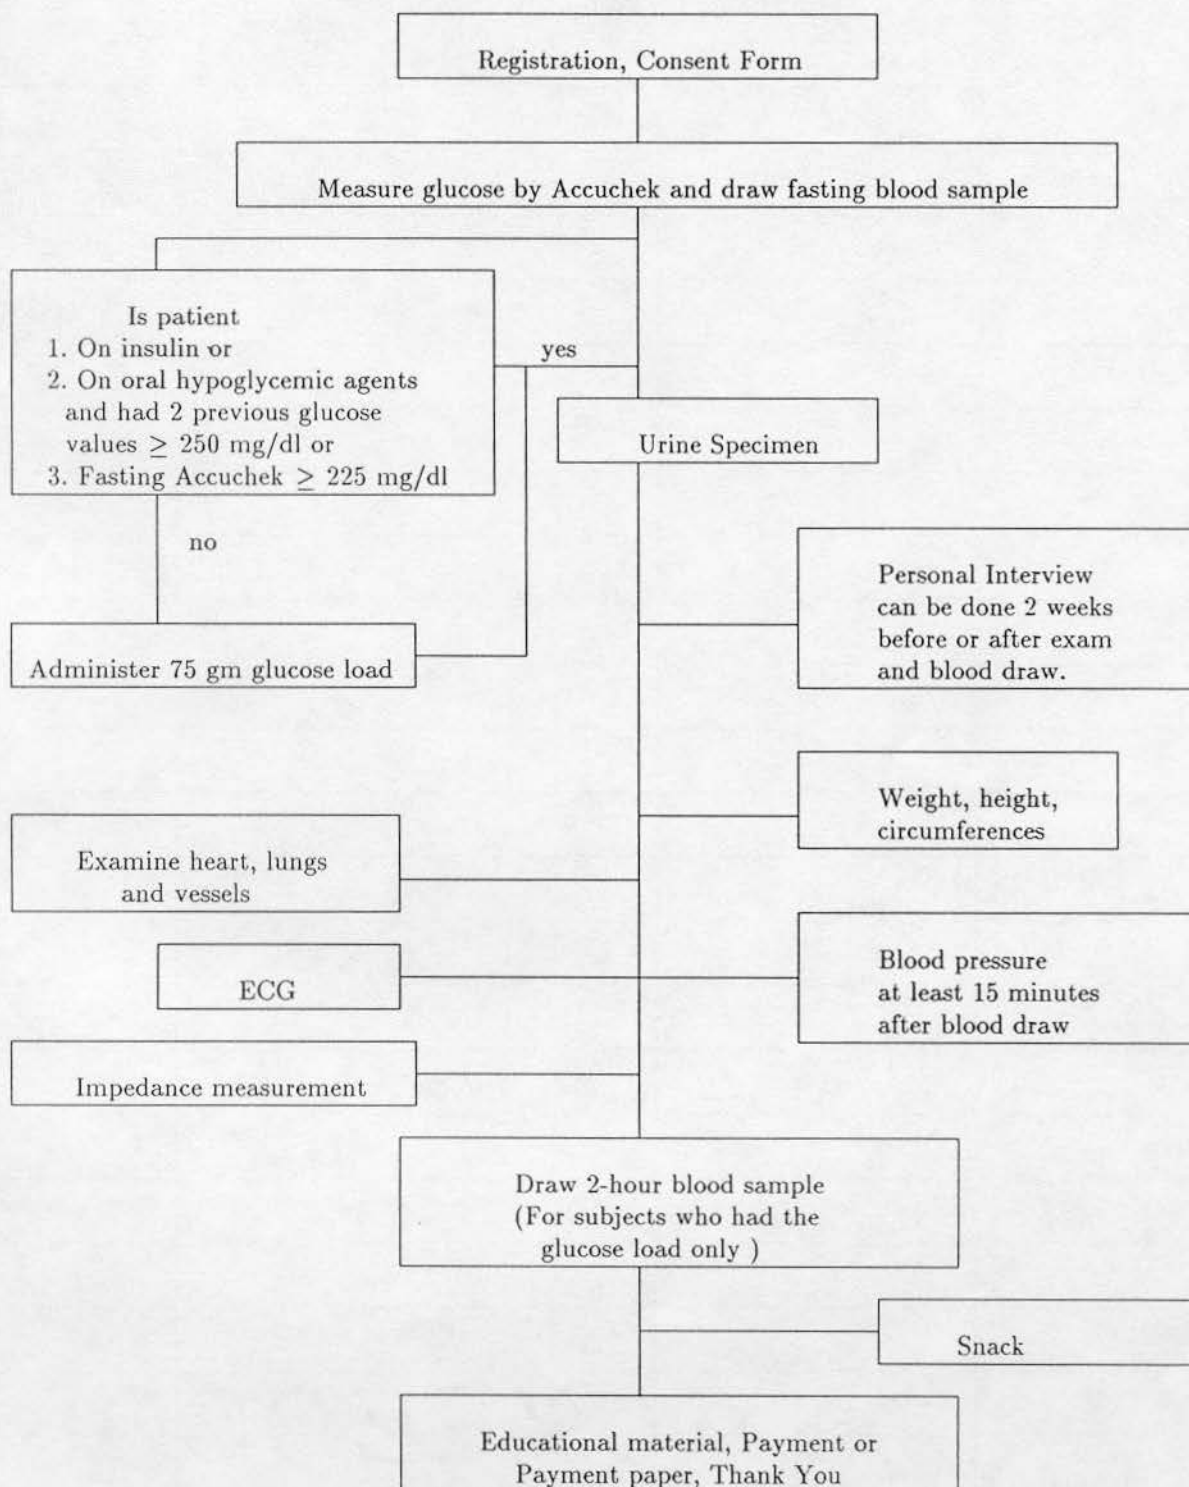 Registration, Consent Form
Measure glucose by Accuchek and draw fasting blood sample
Is patient
1. On insulin or
2. On oral hypoglycemic agents
and had 2 previous glucose
values ≥ 250 mg/dl or
3. Fasting Accuchek ≥ 225 mg/dl
yes
Urine Specimen
no
Administer 75 gm glucose load
Personal Interview
can be done 2 weeks
before or after exam
and blood draw.
Weight, height,
circumferences
Examine heart, lungs
and vessels
ECG
Blood pressure
at least 15 minutes
after blood draw
Impedance measurement
Draw 2-hour blood sample
(For subjects who had the
glucose load only )
Snack
Educational material, Payment or
Payment paper, Thank You